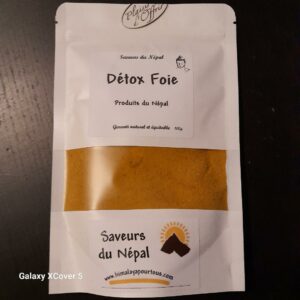 Saveurs du Népal
Détox Foie
Produits du Népal
Garanti naturel et équitable
Saveurs
du Népal
www.himalayapourtous.com
Galaxy XCover 5